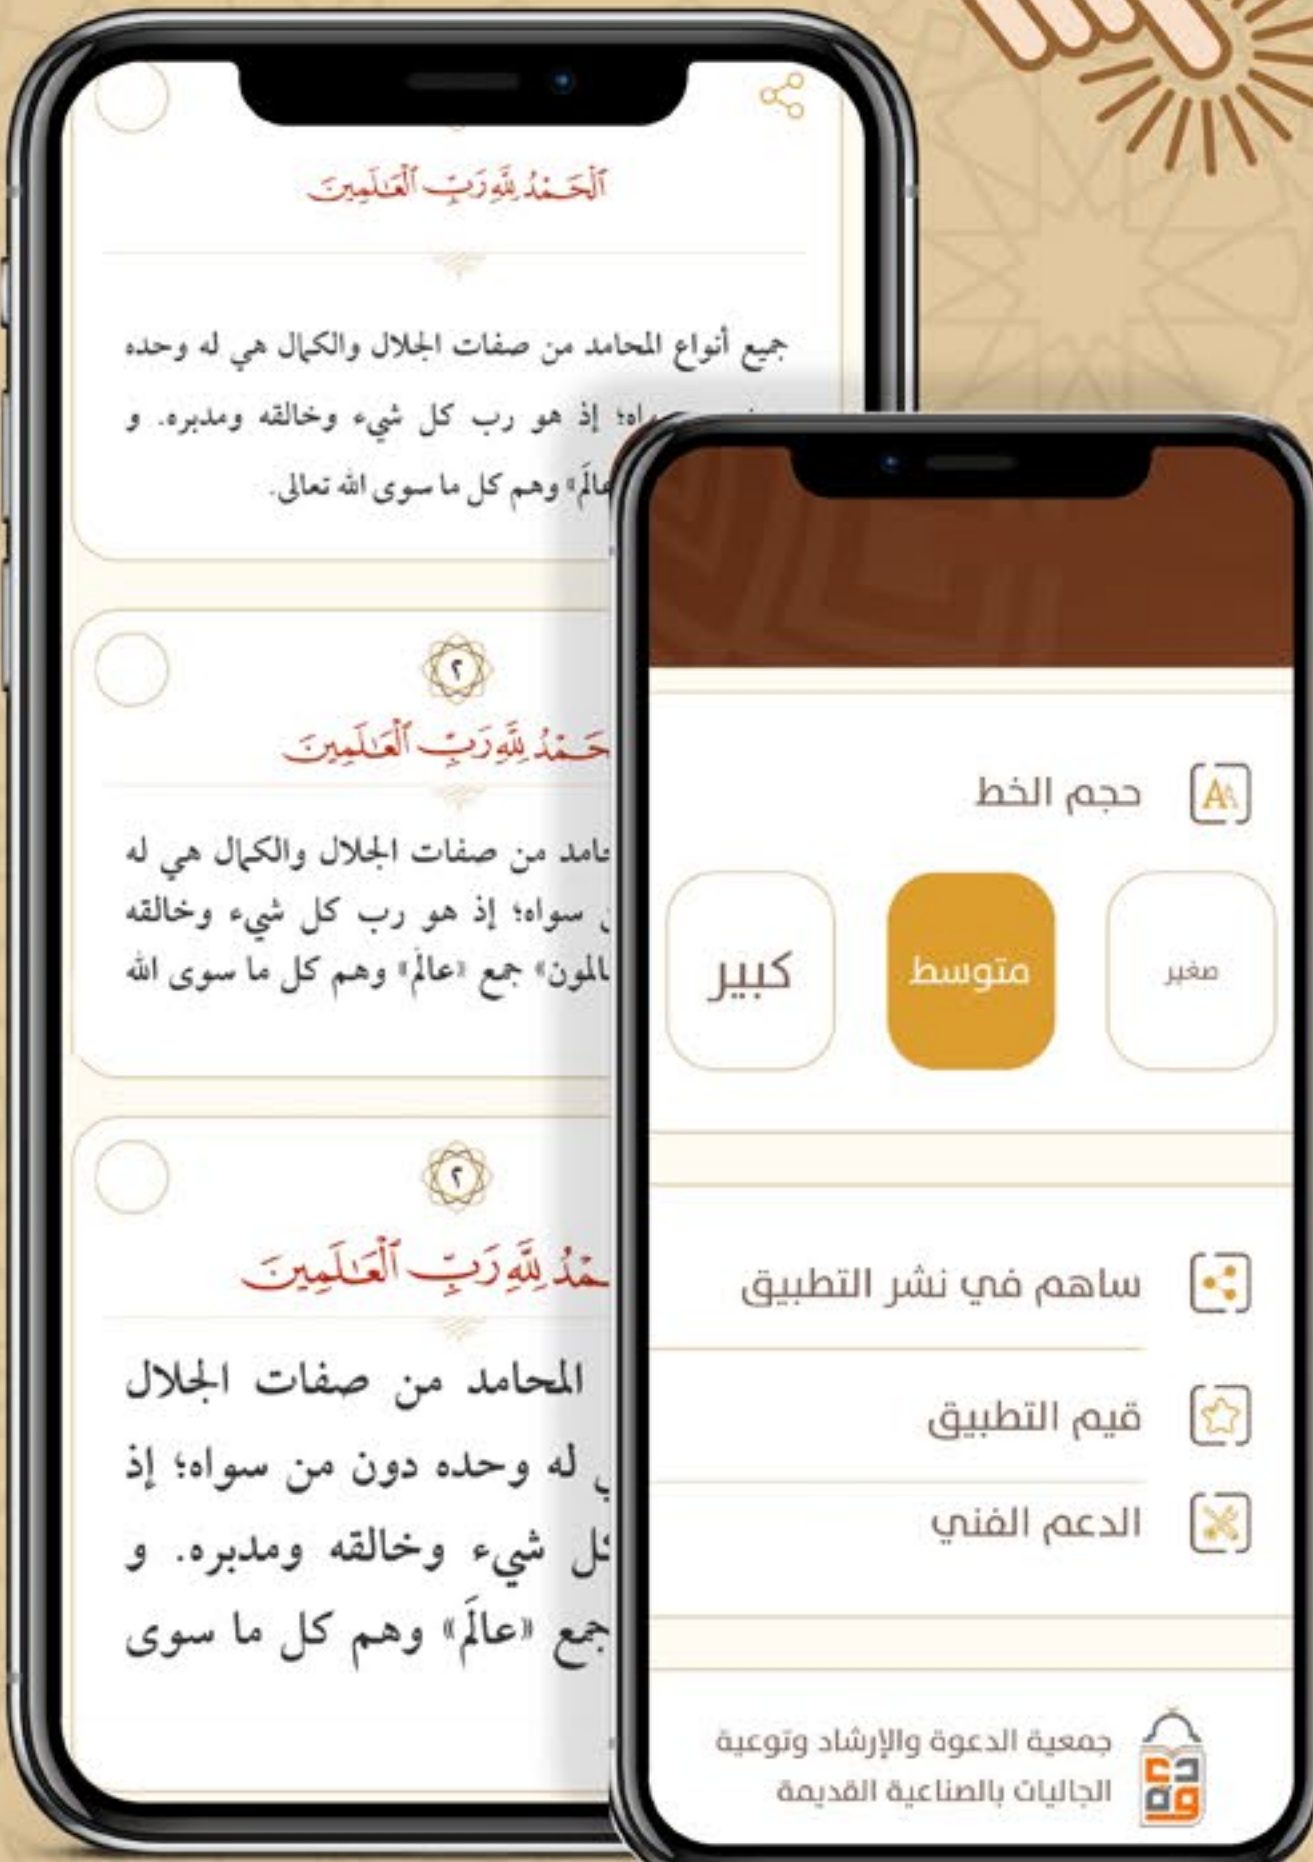 ٱلۡحَمۡدُ لِلَّهِ رَبِّ ٱلۡعَٰلَمِينَ
جميع أنواع المحامد من صفات الجلال والكمال هي له وحده
إذ هو رب كل شيء وخالقه ومدبره. و
عالَم» وهم كل ما سوى الله تعالى.
٢
حَمۡدُ لِلَّهِ رَبِّ ٱلۡعَٰلَمِينَ
من صفات الجلال والكمال هي له
سواه؛ إذ هو رب كل شيء وخالقه
جمع «عالَم» وهم كل ما سوى الله
٢
مۡدُ لِلَّهِ رَبِّ ٱلۡعَٰلَمِينَ
المحامد من صفات الجلال
له وحده دون من سواه؛ إذ
كل شيء وخالقه ومدبره. و
جمع «عالَم» وهم كل ما سوى
حجم الخط
صغير
متوسط
كبير
ساهم في نشر التطبيق
قيم التطبيق
الدعم الفني
جمعية الدعوة والإرشاد وتوعية
الجاليات بالصناعية القديمة